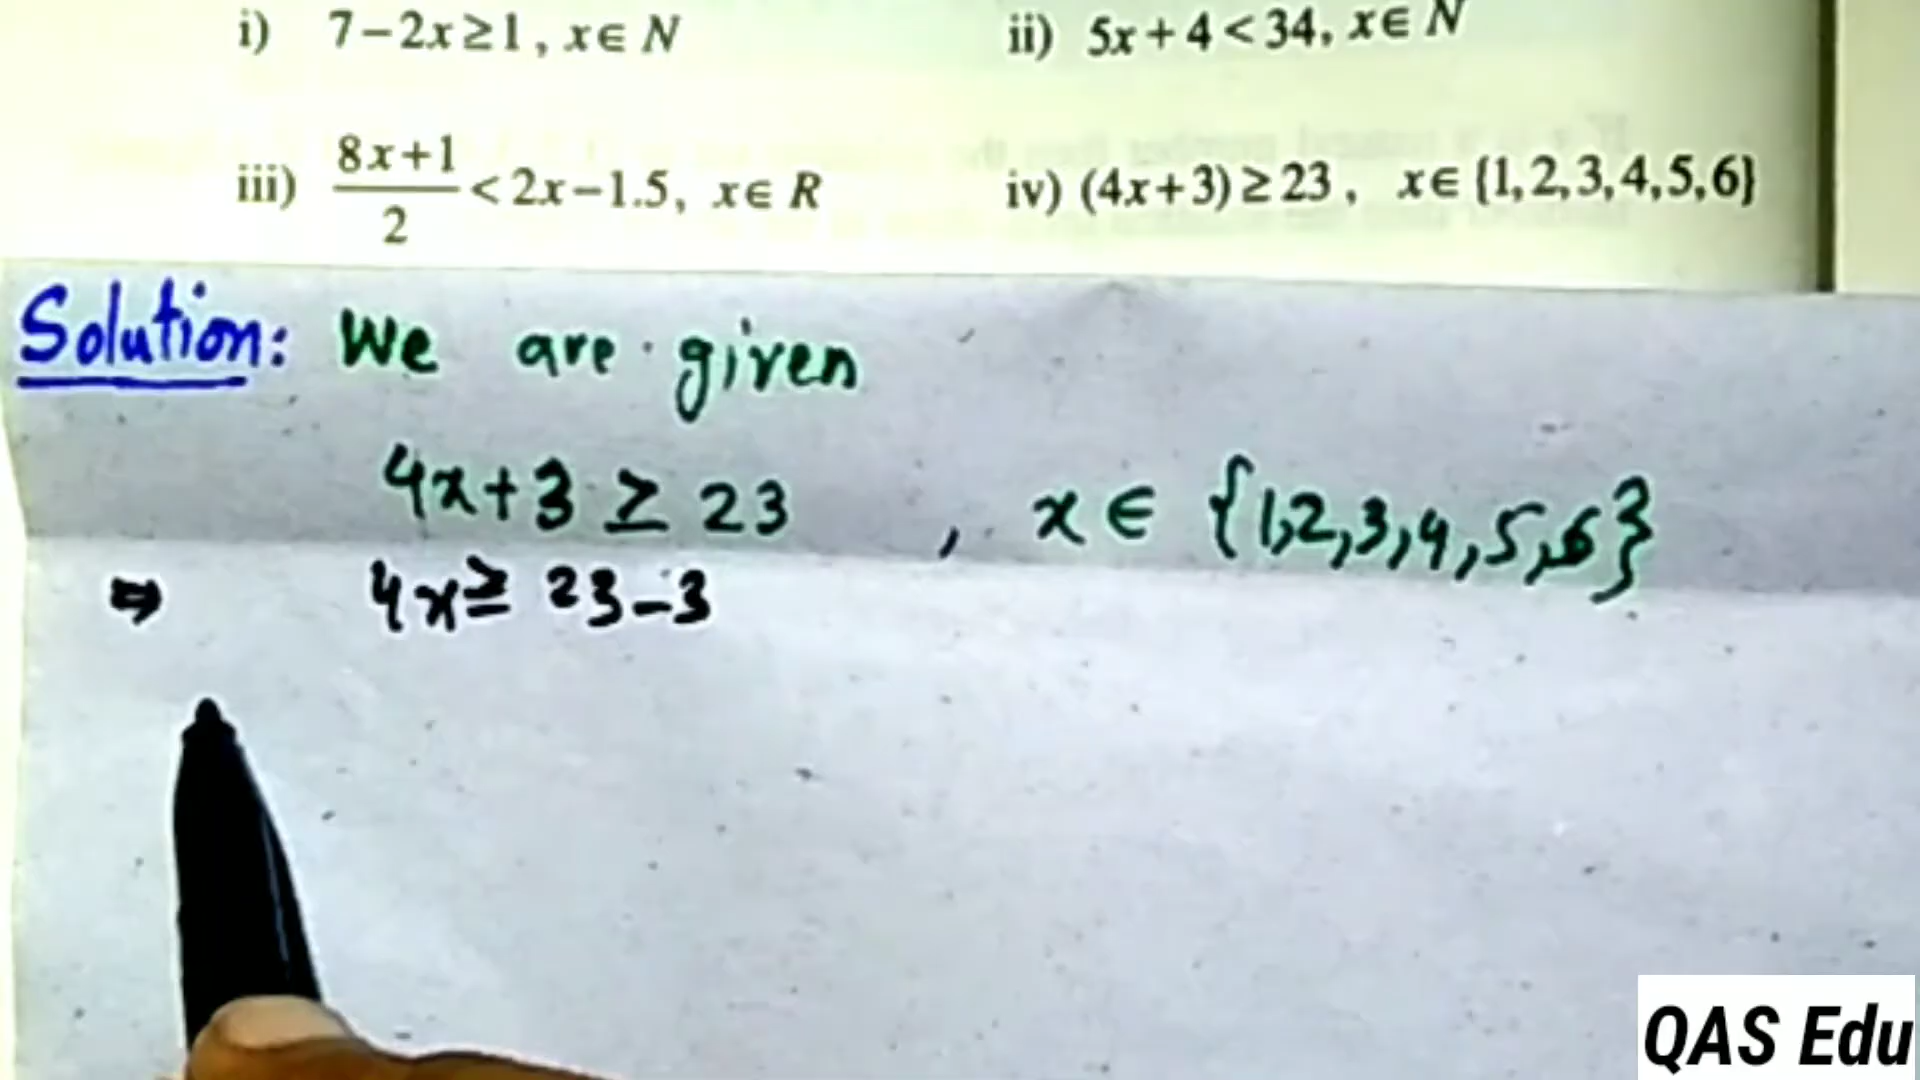 i) 7-2x≥1, x∈N ii) 5x+4<34, x∈N
iii) (8x+1)/2 <2x-1.5, x∈R iv) (4x+3)≥23, x∈{1,2,3,4,5,6}
Solution: We are given
4x+3 ≥ 23 , x∈ {1,2,3,4,5,6}
⇒ 4x≥ 23-3
QAS Edu